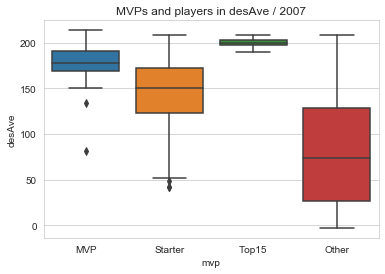 MVPs and players in desAve / 2007
200
150
100
50
0
desAve
MVP Starter Top15 Other
mvp